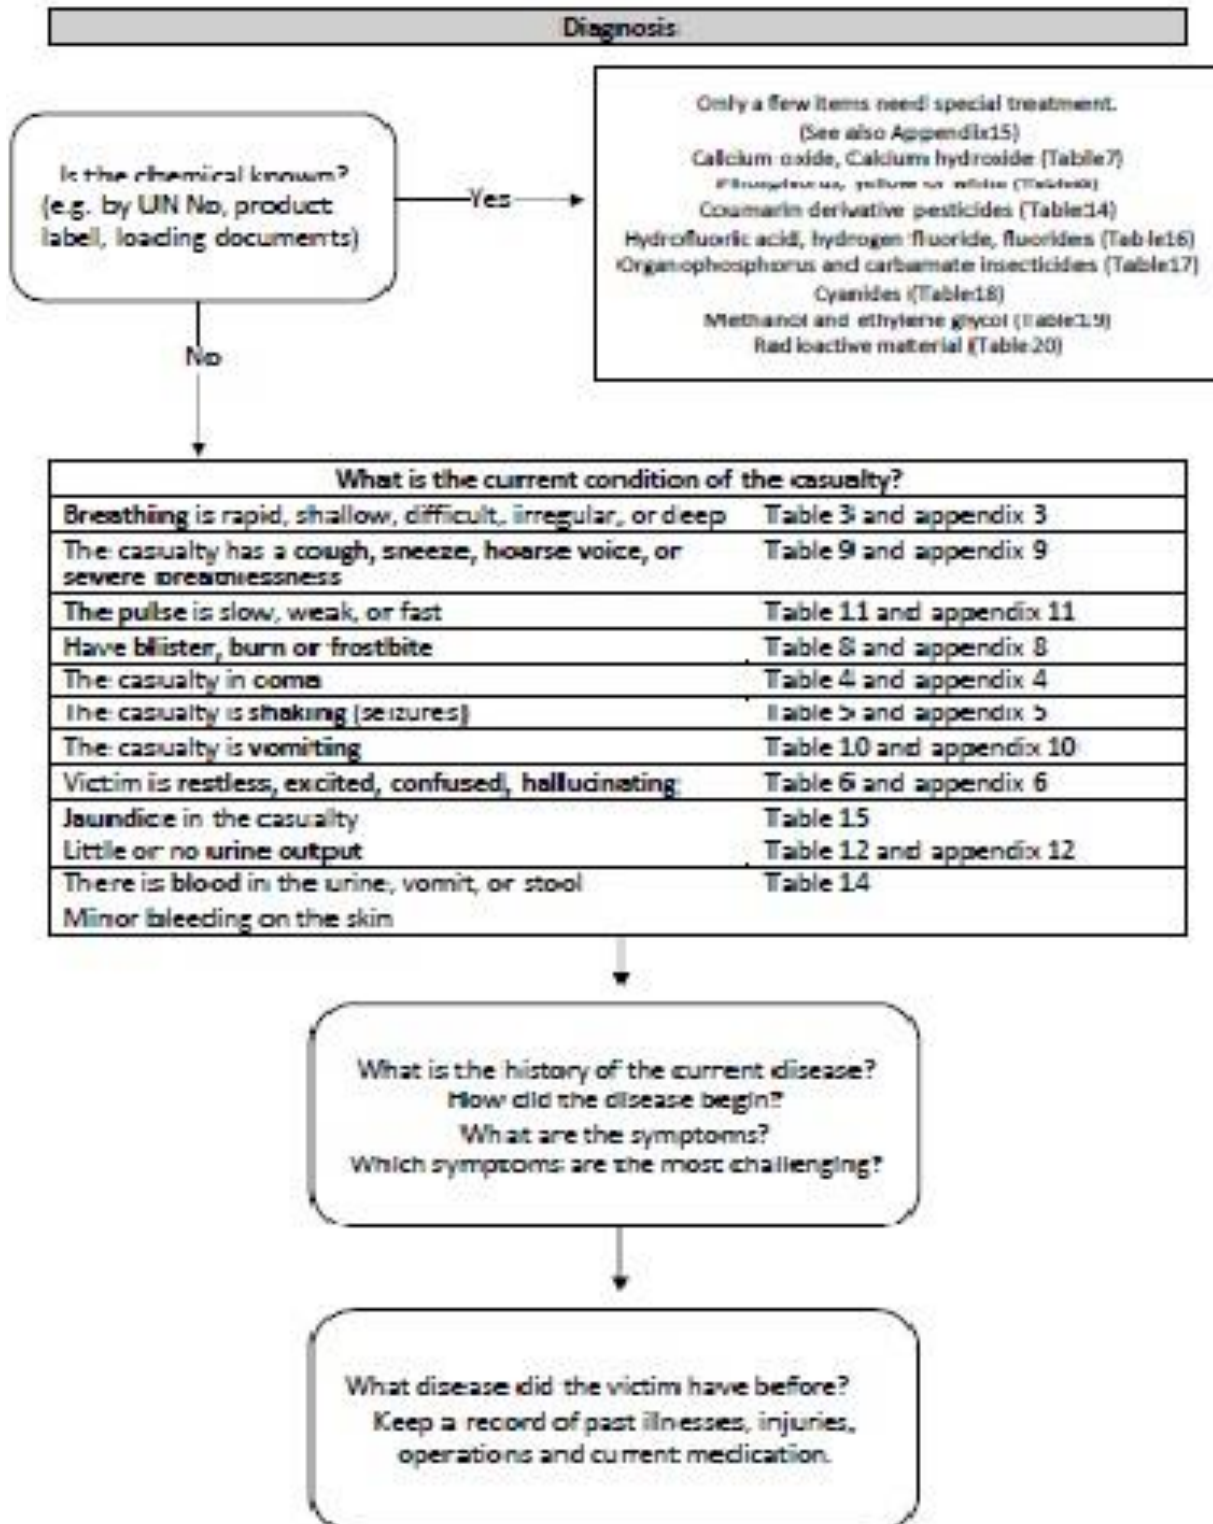 Diagnosis
Is the chemical known?
(e.g. by UN No, product
label, loading documents)
Yes
No
Only a few items need special treatment.
(See also Appendix15)
Calcium oxide, Calcium hydroxide (Table7)
Phosphorus, yellow or white
Coumarin derivative pesticides (Table14)
Hydrofluorlic acid, hydrogen fluoride, fluorides (Table16)
Organophosphorus and carbamate insecticides (Table17)
Cyanides (Table18)
Methanol and ethylene glycol (Table19)
Radioactive material (Table20)
What is the current condition of the casualty?
Breathing is rapid, shallow, difficult, irregular, or deep Table 3 and appendix 3
The casualty has a cough, sneeze, hoarse voice, or Table 9 and appendix 9
severe breathlessness
The pulse is slow, weak, or fast Table 11 and appendix 11
Have blister, burn or frostbite Table 8 and appendix 8
The casualty in coma Table 4 and appendix 4
The casualty is shaking (seizures) Table 5 and appendix 5
The casualty is vomiting Table 10 and appendix 10
Victim is restless, excited, confused, hallucinating Table 6 and appendix 6
Jaundice in the casualty Table 15
Little or no urine output Table 12 and appendix 12
There is blood in the urine, vomit, or stool Table 14
Minor bleeding on the skin
What is the history of the current disease?
How did the disease begin?
What are the symptoms?
Which symptoms are the most challenging?
What disease did the victim have before?
Keep a record of past illnesses, injuries,
operations and current medication.